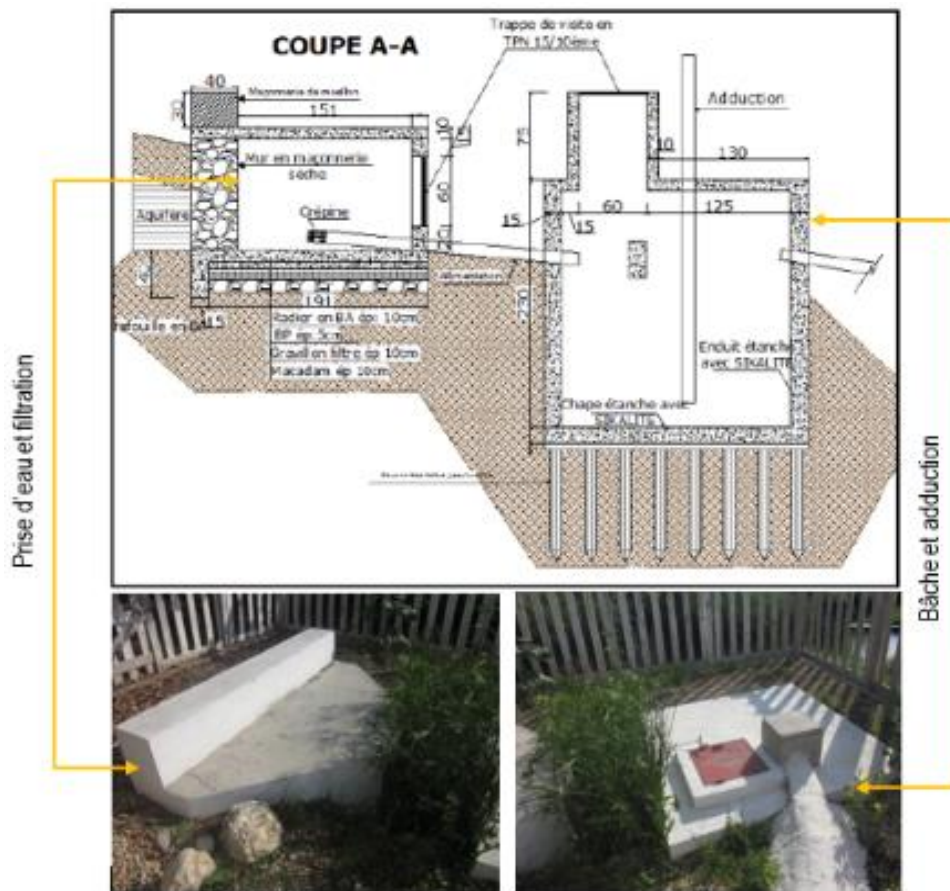 COUPE A-A
Trappe de visite en
TPN 15/10ème
40
Maçonnerie de moellon
151
30
10
15
Adduction
75
10
130
Mur en maçonnerie
sèche
60
Aquifère
Crépine
15
60
125
15
20
Alimentation
230
191
15
Radier en BA ép: 10cm
BP ép 5cm
Gravillon filtre ép 10cm
Macadam ép 10cm
Enduit étanche
avec SIKALITE
Chape étanche avec
SIKALITE
Prise d'eau et filtration
Bâche et adduction